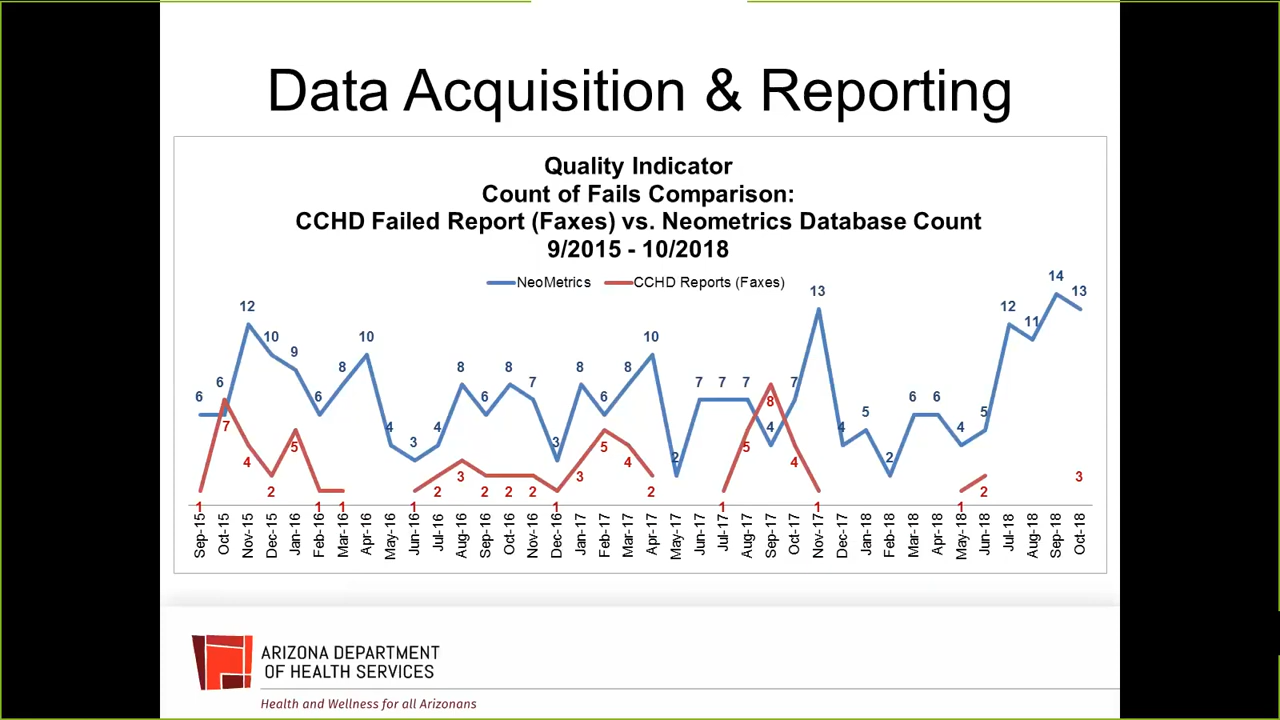 Data Acquisition & Reporting
Quality Indicator
Count of Fails Comparison:
CCHD Failed Report (Faxes) vs. Neometrics Database Count
9/2015 - 10/2018
NeoMetrics CCHD Reports (Faxes)
6 6 12 10 9 6 8 10 4 3 4 8 6 8 7 3 8 6 8 10 2 7 7 7 4 7 13 4 5 2 6 6 4 5 12 11 14 13
1 7 4 2 5 1 1 1 2 3 2 2 2 1 3 5 4 2 1 5 8 4 1 1 2 3
Sep-15 Oct-15 Nov-15 Dec-15 Jan-16 Feb-16 Mar-16 Apr-16 May-16 Jun-16 Jul-16 Aug-16 Sep-16 Oct-16 Nov-16 Dec-16 Jan-17 Feb-17 Mar-17 Apr-17 May-17 Jun-17 Jul-17 Aug-17 Sep-17 Oct-17 Nov-17 Dec-17 Jan-18 Feb-18 Mar-18 Apr-18 May-18 Jun-18 Jul-18 Aug-18 Sep-18 Oct-18
ARIZONA DEPARTMENT
OF HEALTH SERVICES
Health and Wellness for all Arizonans